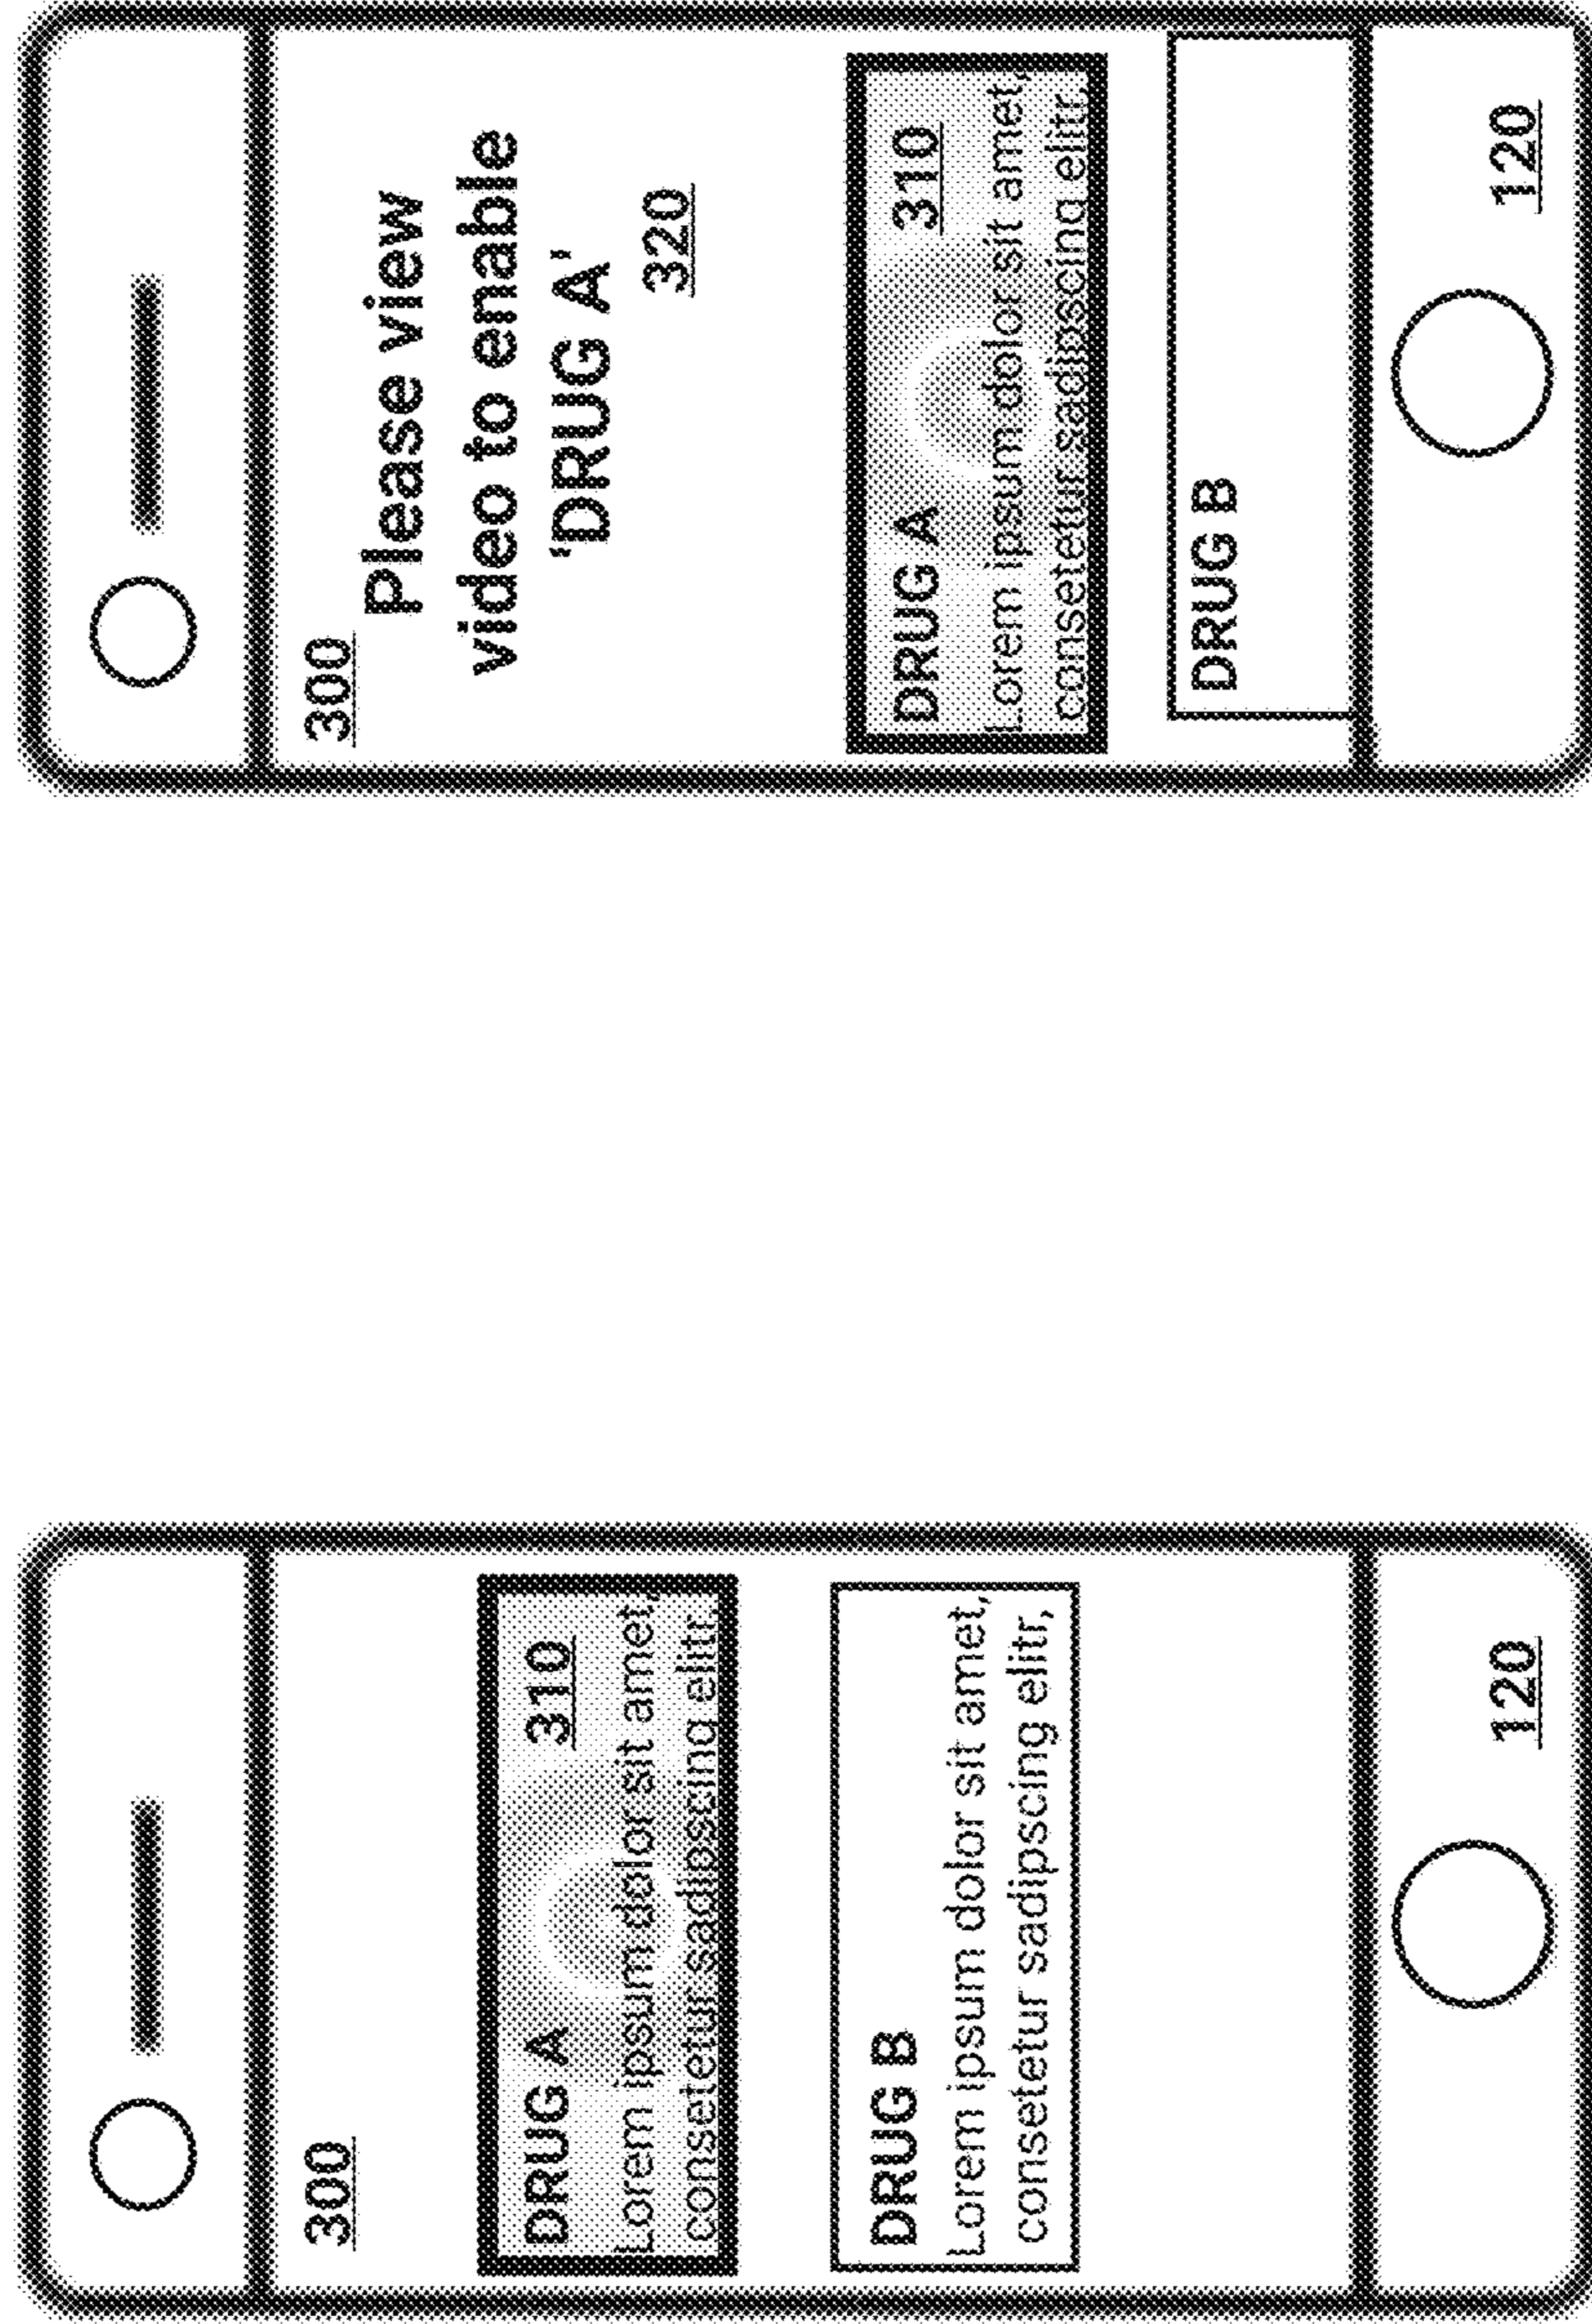 300
DRUG A 310
Lorem ipsum dolor sit amet,
consetetur sadipscing elitr,
DRUG B
Lorem ipsum dolor sit amet,
consetetur sadipscing elitr,
120
300
Please view
video to enable
'DRUG A'
320
DRUG A 310
Lorem ipsum dolor sit amet,
consetetur sadipscing elitr,
DRUG B
120